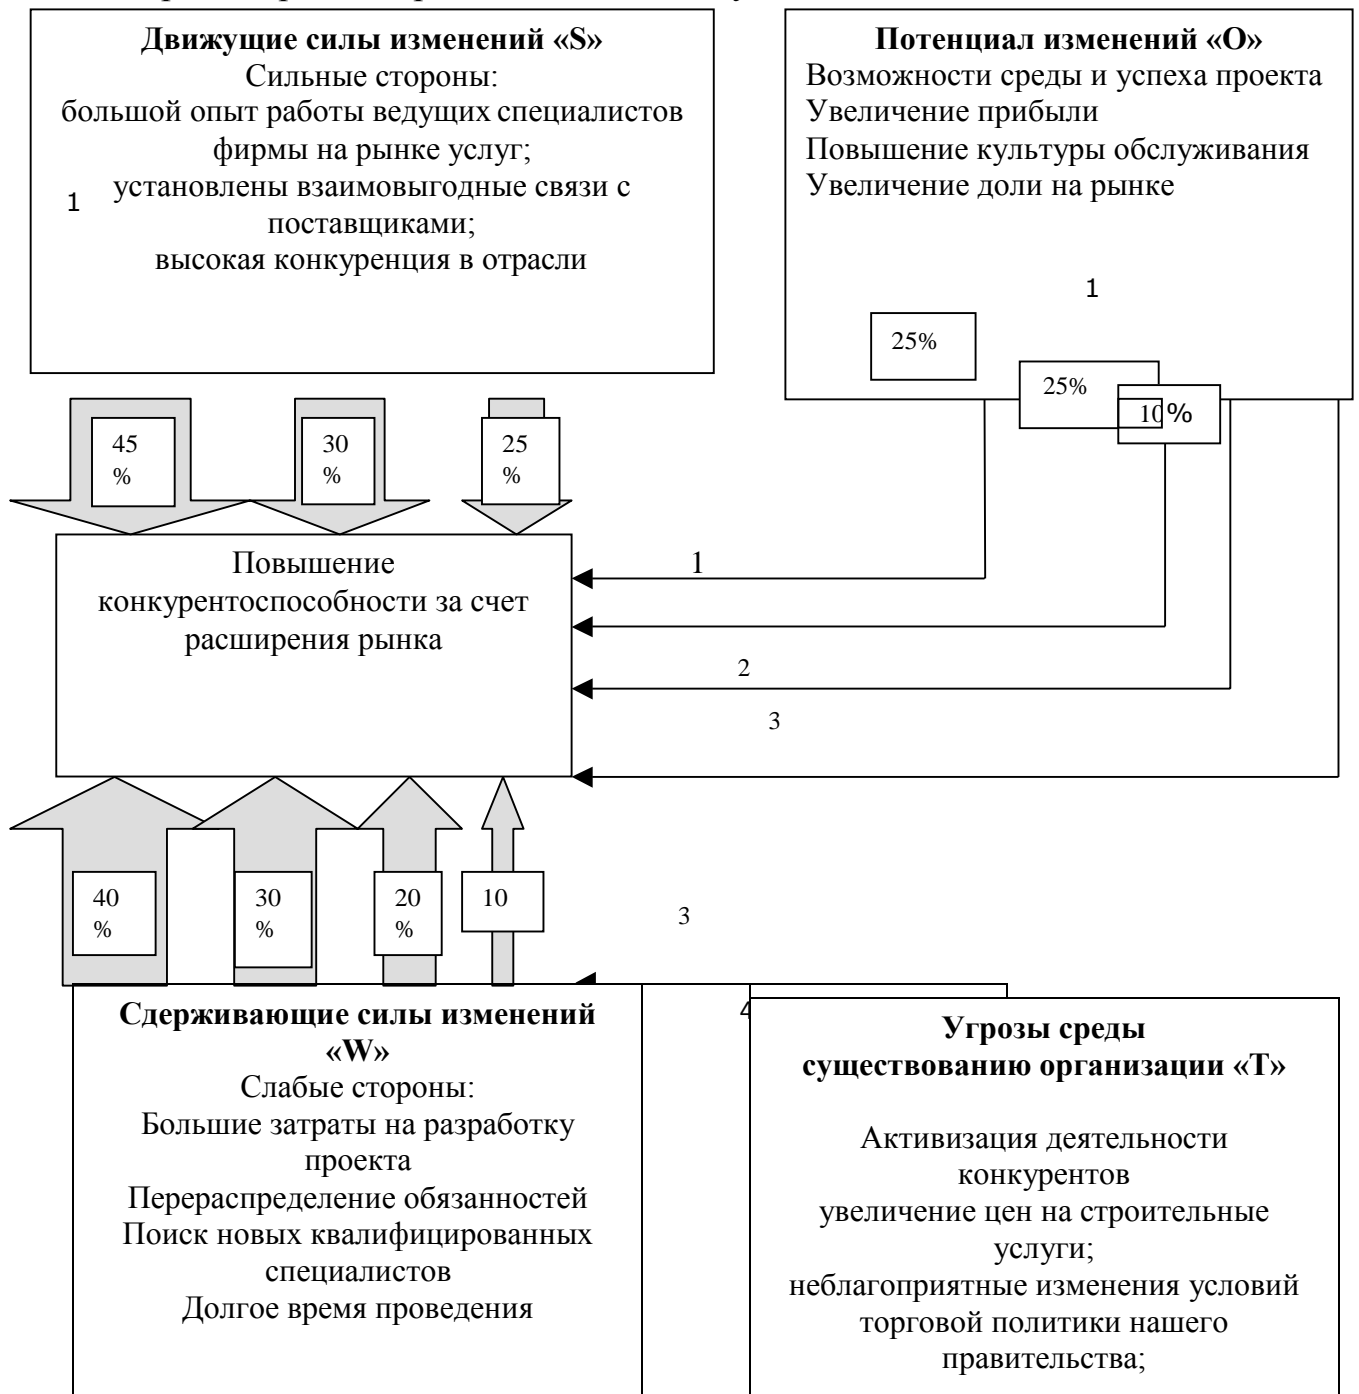 Движущие силы изменений «S»
Сильные стороны:
большой опыт работы ведущих специалистов
фирмы на рынке услуг;
установлены взаимовыгодные связи с
1
поставщиками;
высокая конкуренция в отрасли
Потенциал изменений «О»
Возможности среды и успеха проекта
Увеличение прибыли
Повышение культуры обслуживания
Увеличение доли на рынке
1
25%
25%
10%
45
%
30
%
25
%
Повышение
конкурентоспособности за счет
расширения рынка
1
2
3
40
%
30
%
20
%
10
3
4
Сдерживающие силы изменений
«W»
Слабые стороны:
Большие затраты на разработку
проекта
Перераспределение обязанностей
Поиск новых квалифицированных
специалистов
Долгое время проведения
Угрозы среды
существованию организации «Т»
Активизация деятельности
конкурентов
увеличение цен на строительные
услуги;
неблагоприятные изменения условий
торговой политики нашего
правительства;